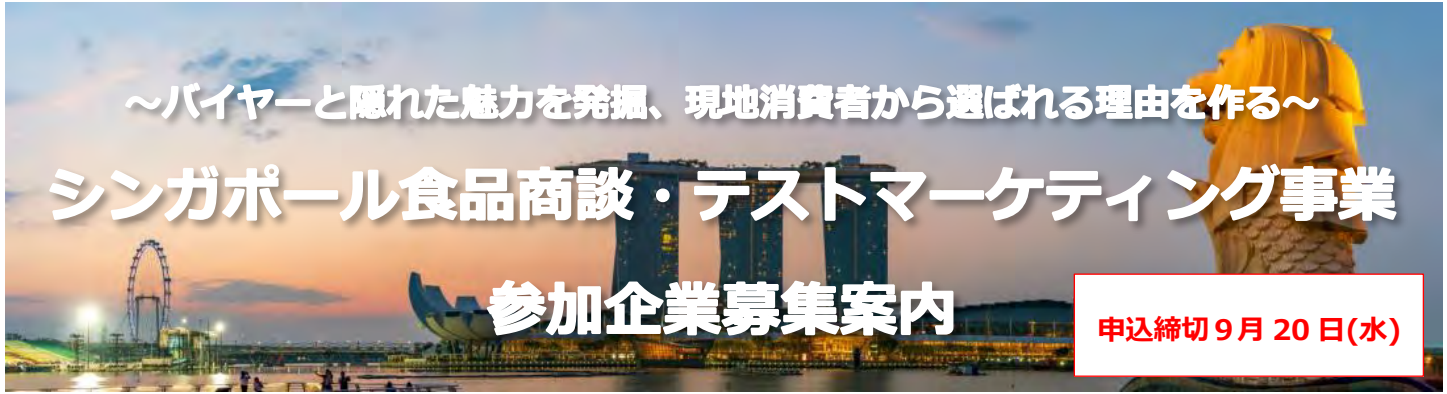 ～バイヤーと隠れた魅力を発掘、現地消費者から選ばれる理由を作る～
シンガポール食品商談・テストマーケティング事業
参加企業募集案内
申込締切９月 20 日(水)